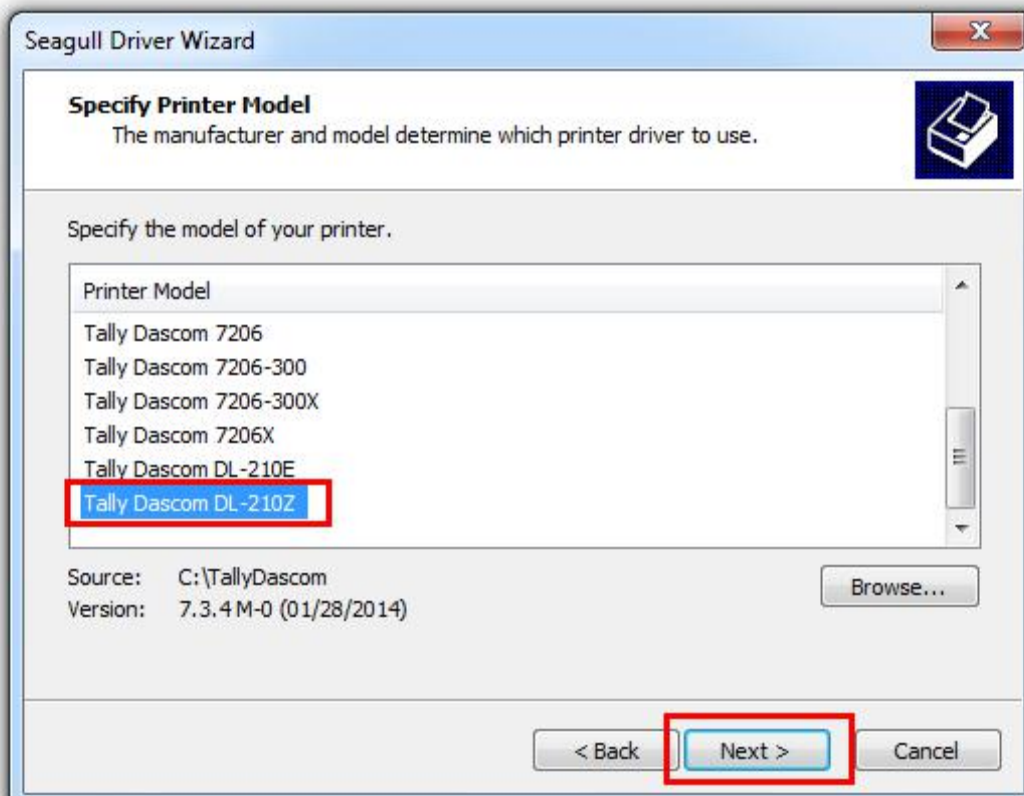 Seagull Driver Wizard
Specify Printer Model
The manufacturer and model determine which printer driver to use.
Specify the model of your printer.
Printer Model
Tally Dascom 7206
Tally Dascom 7206-300
Tally Dascom 7206-300X
Tally Dascom 7206X
Tally Dascom DL-210E
Tally Dascom DL-210Z
Source: C:\TallyDascom
Browse...
Version: 7.3.4 M-0 (01/28/2014)
< Back Next > Cancel